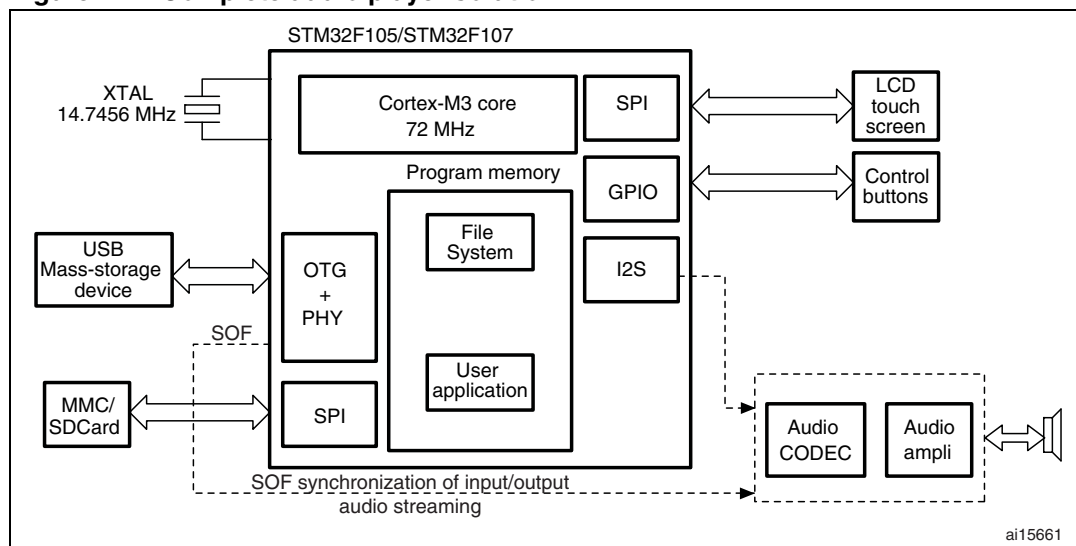 STM32F105/STM32F107
XTAL
14.7456 MHz
Cortex-M3 core
72 MHz
SPI
LCD
touch
screen
Program memory
GPIO
Control
buttons
File
System
I2S
USB
Mass-storage
device
OTG
+
PHY
SOF
User
application
MMC/
SDCard
SPI
Audio
CODEC
Audio
ampli
SOF synchronization of input/output
audio streaming
ai15661